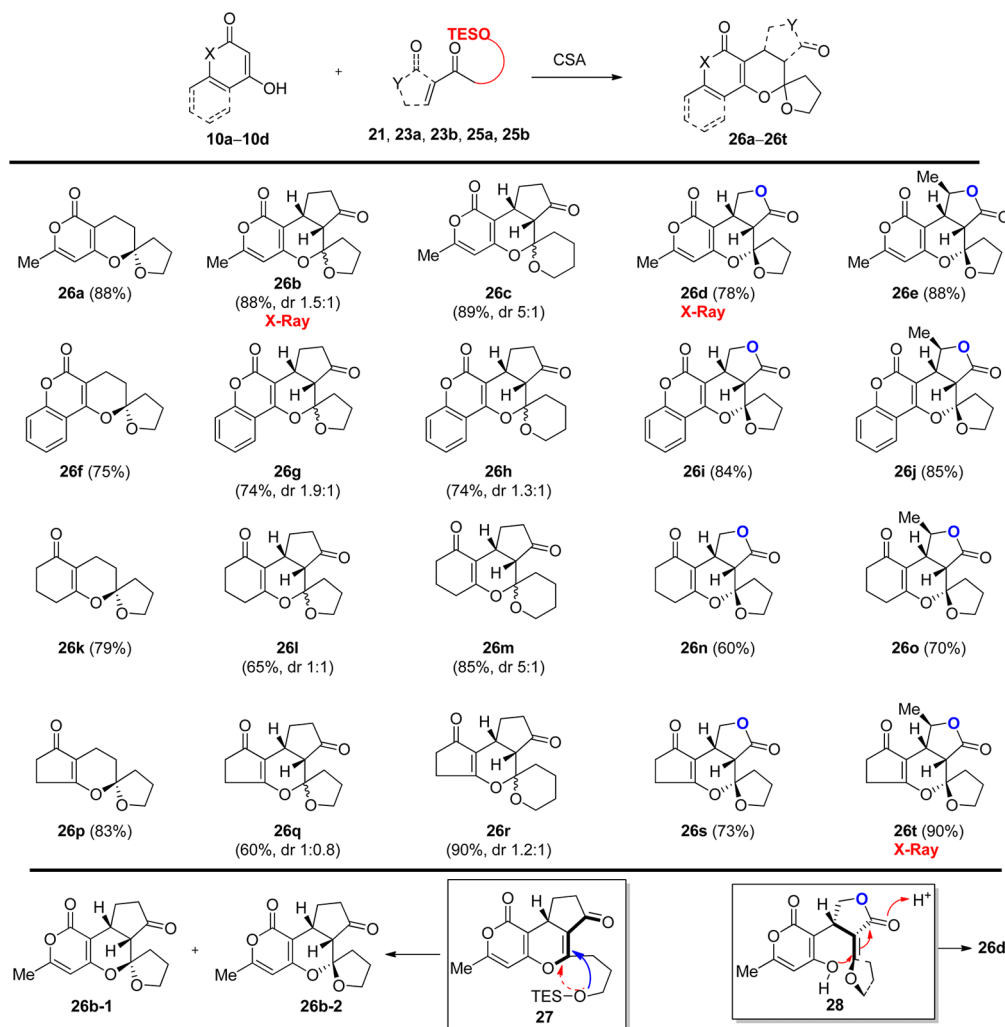 TESO
CSA
10a–10d
+
21, 23a, 23b, 25a, 25b
26a–26t
26a (88%)
26b
(88%, dr 1.5:1)
X-Ray
26c
(89%, dr 5:1)
26d (78%)
X-Ray
26e (88%)
26f (75%)
26g
(74%, dr 1.9:1)
26h
(74%, dr 1.3:1)
26i (84%)
26j (85%)
26k (79%)
26l
(65%, dr 1:1)
26m
(85%, dr 5:1)
26n (60%)
26o (70%)
26p (83%)
26q
(60%, dr 1:0.8)
26r
(90%, dr 1.2:1)
26s (73%)
26t (90%)
X-Ray
26b-1
+
26b-2
TES
27
H+
28
26d